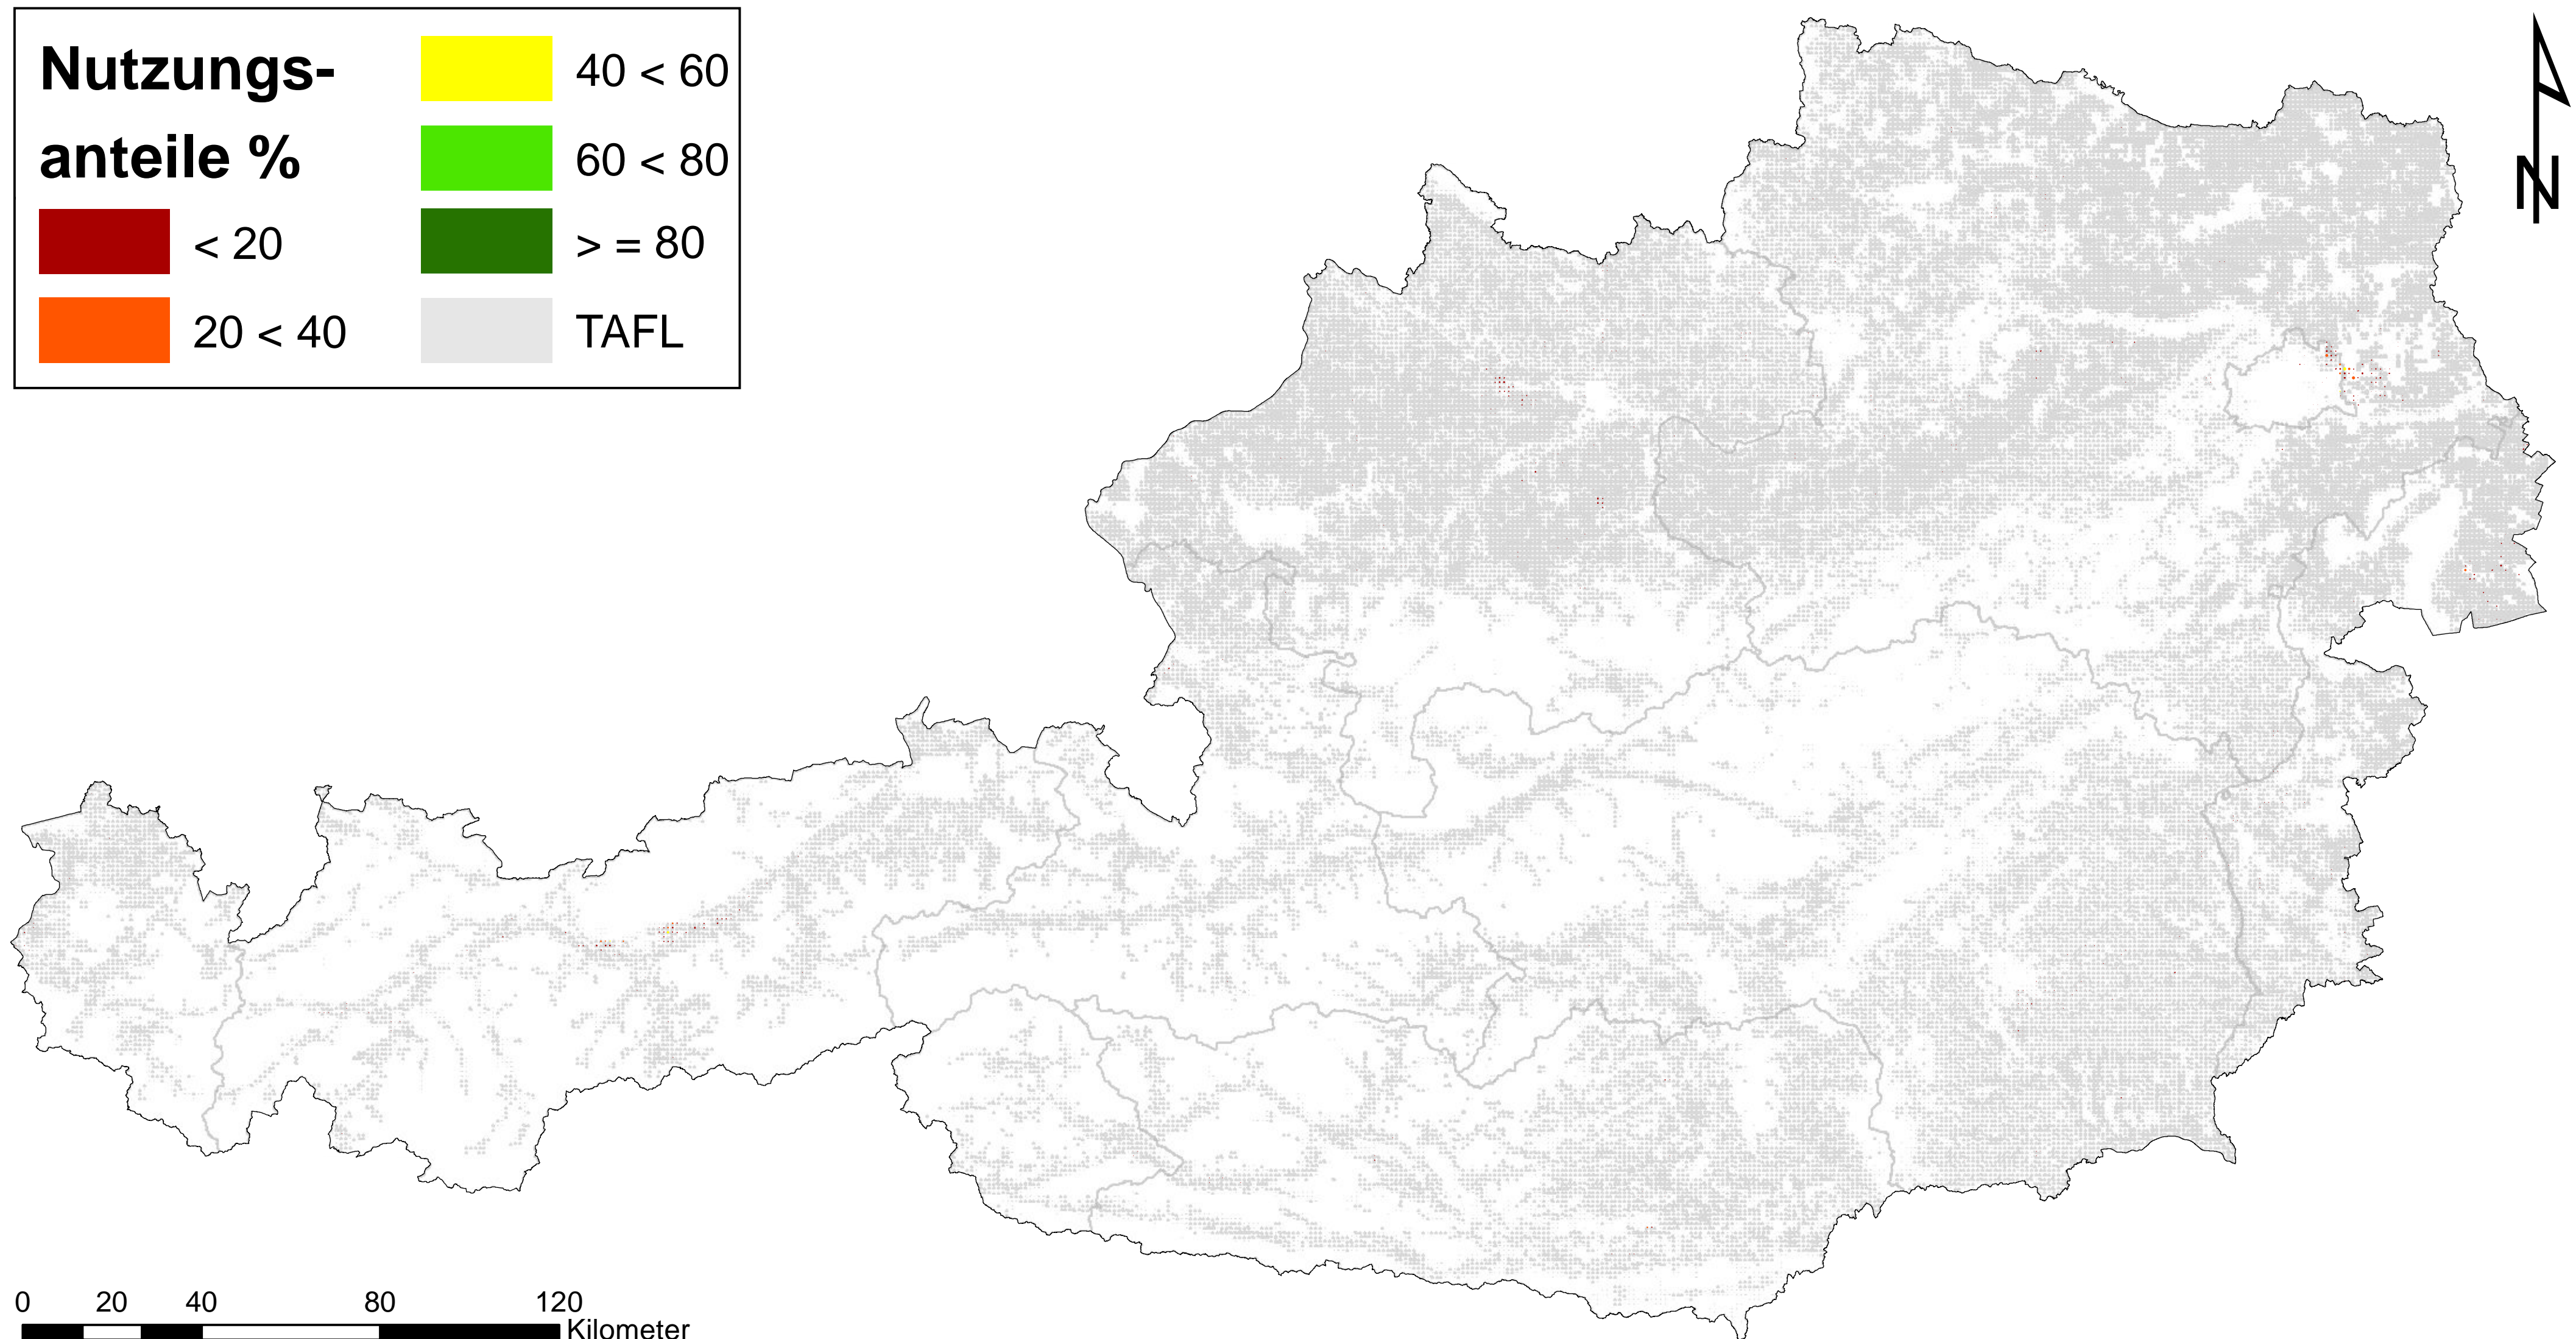 Nutzungs-
anteile %
< 20
20 < 40
40 < 60
60 < 80
> = 80
TAFL
N
0 20 40 80 120
Kilometer